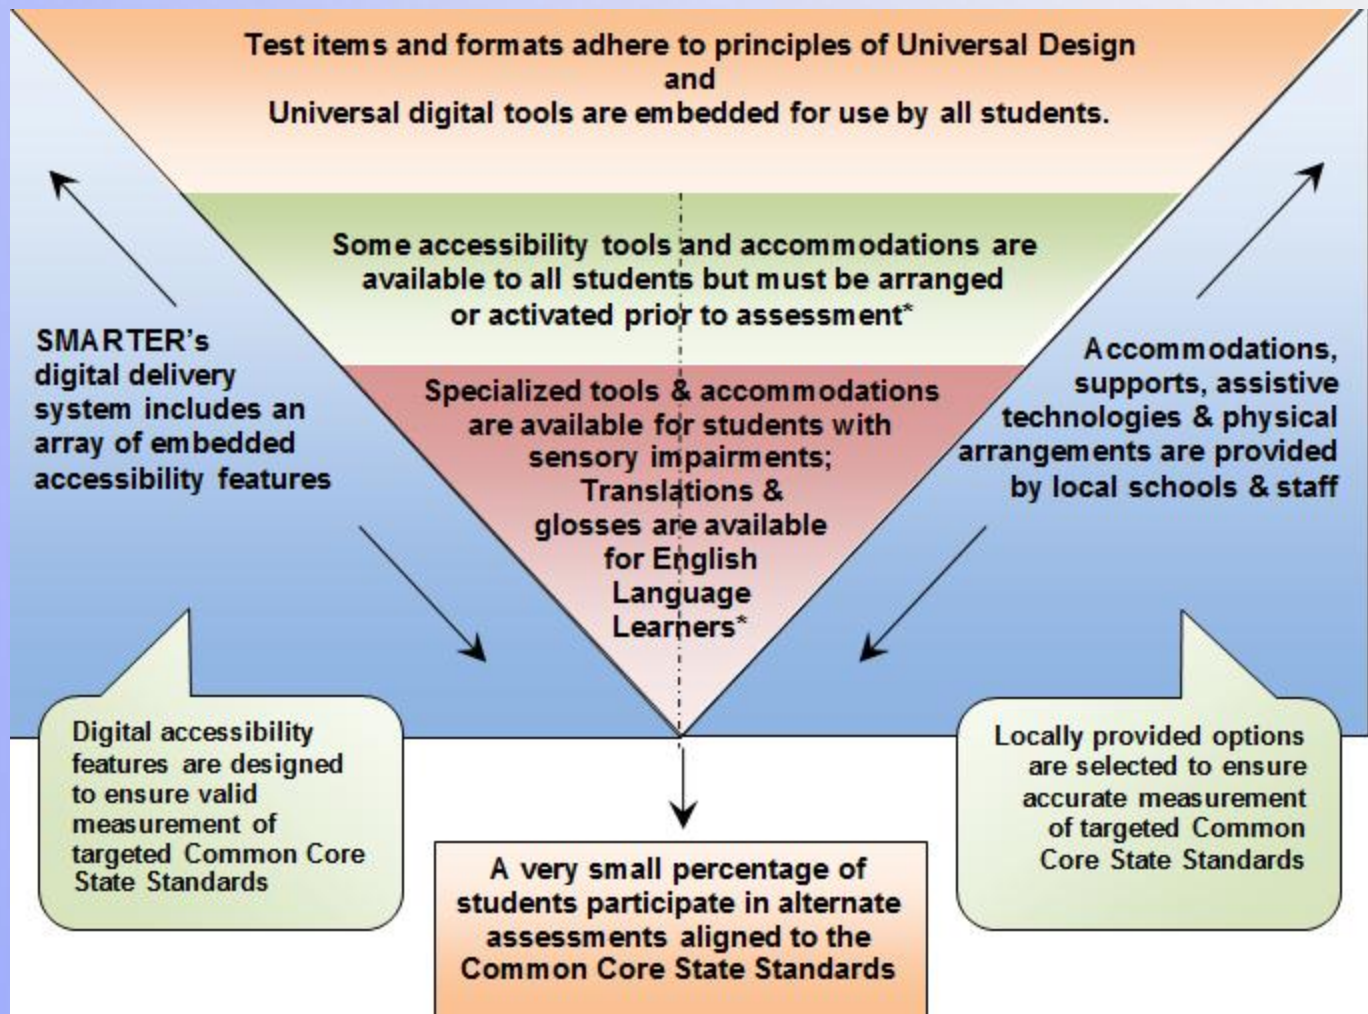 Test items and formats adhere to principles of Universal Design
and
Universal digital tools are embedded for use by all students.
Some accessibility tools and accommodations are
available to all students but must be arranged
or activated prior to assessment*
SMARTER's
digital delivery
system includes an
array of embedded
accessibility features
Specialized tools & accommodations
are available for students with
sensory impairments;
Translations &
glosses are available
for English
Language
Learners*
Accommodations,
supports, assistive
technologies & physical
arrangements are provided
by local schools & staff
Digital accessibility
features are designed
to ensure valid
measurement of
targeted Common Core
State Standards
Locally provided options
are selected to ensure
accurate measurement
of targeted Common
Core State Standards
A very small percentage of
students participate in alternate
assessments aligned to the
Common Core State Standards